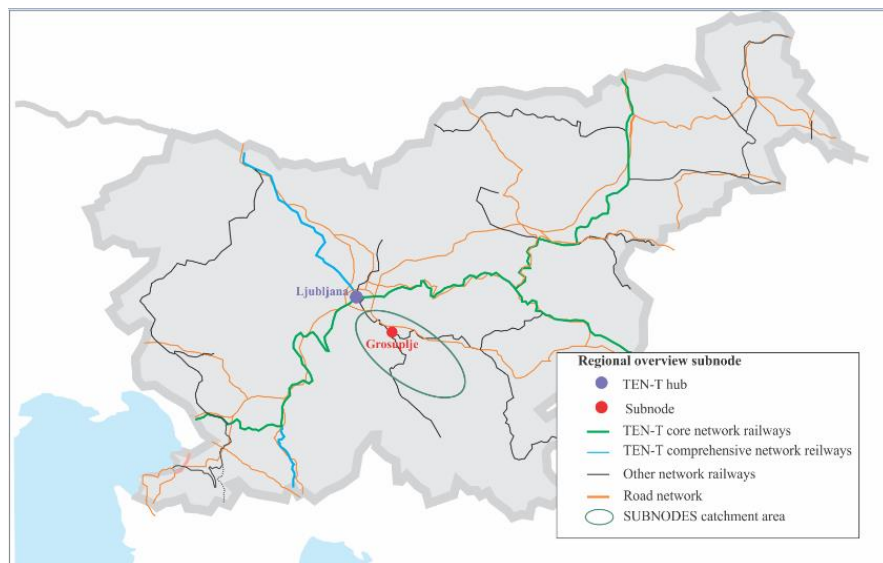 Ljubljana
Grosuplje
Regional overview subnode
TEN-T hub
Subnode
TEN-T core network railways
TEN-T comprehensive network reilways
Other network railways
Road network
SUBNODES catchment area